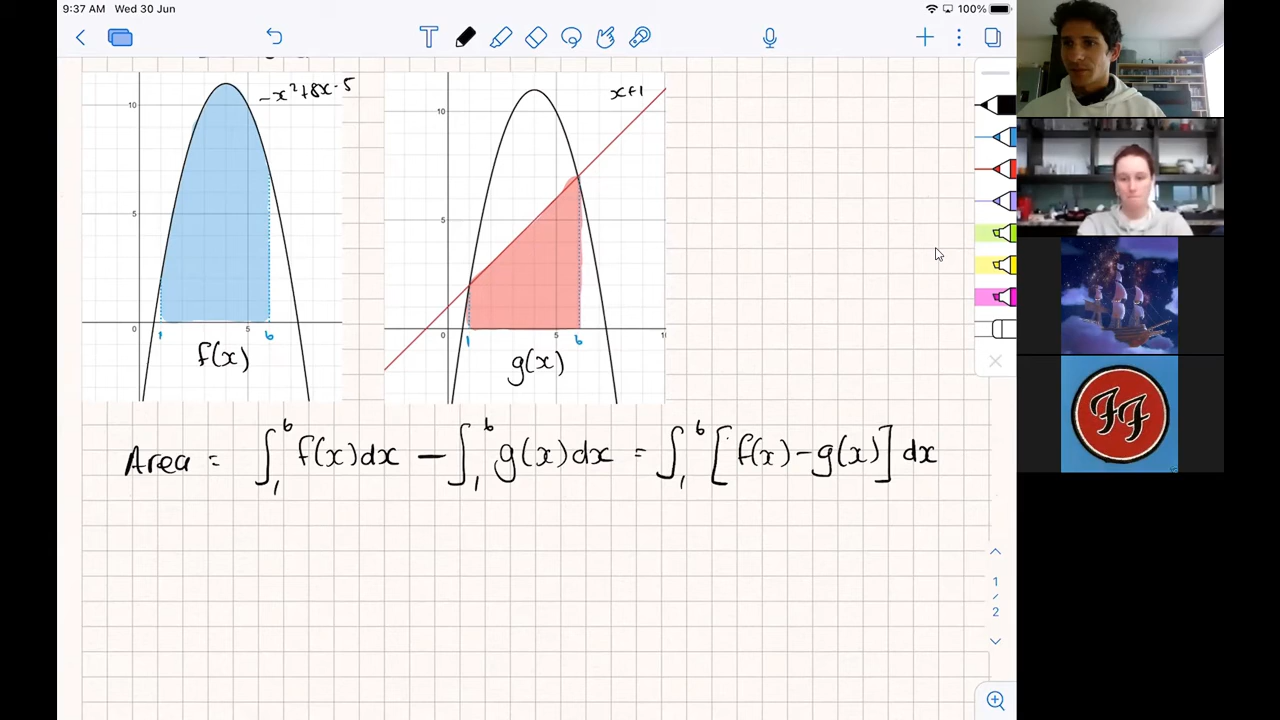 9:37 AM Wed 30 Jun
100%
T
10
5
0
5
-x²+8x-5
1
6
f(x)
10
5
0
5
10
x+1
1
6
g(x)
Area = ∫₁⁶ f(x)dx − ∫₁⁶ g(x)dx = ∫₁⁶ [f(x)-g(x)] dx
1
/
2
FF